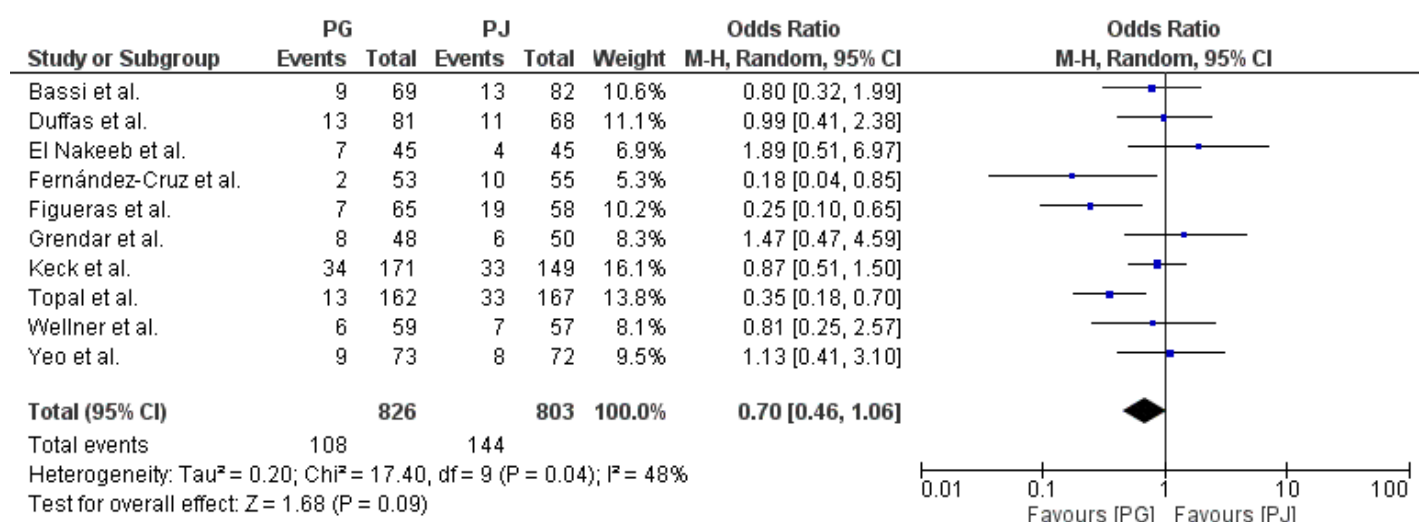 PG PJ Odds Ratio Odds Ratio
Study or Subgroup Events Total Events Total Weight M-H, Random, 95% CI M-H, Random, 95% CI
Bassi et al. 9 69 13 82 10.6% 0.80 [0.32, 1.99]
Duffas et al. 13 81 11 68 11.1% 0.99 [0.41, 2.38]
El Nakeeb et al. 7 45 4 45 6.9% 1.89 [0.51, 6.97]
Fernández-Cruz et al. 2 53 10 55 5.3% 0.18 [0.04, 0.85]
Figueras et al. 7 65 19 58 10.2% 0.25 [0.10, 0.65]
Grendar et al. 8 48 6 50 8.3% 1.47 [0.47, 4.59]
Keck et al. 34 171 33 149 16.1% 0.87 [0.51, 1.50]
Topal et al. 13 162 33 167 13.8% 0.35 [0.18, 0.70]
Wellner et al. 6 59 7 57 8.1% 0.81 [0.25, 2.57]
Yeo et al. 9 73 8 72 9.5% 1.13 [0.41, 3.10]
Total (95% CI) 826 803 100.0% 0.70 [0.46, 1.06]
Total events 108 144
Heterogeneity: Tau² = 0.20; Chi² = 17.40, df = 9 (P = 0.04); I² = 48%
Test for overall effect: Z = 1.68 (P = 0.09)
0.01 0.1 1 10 100
Favours [PG] Favours [PJ]